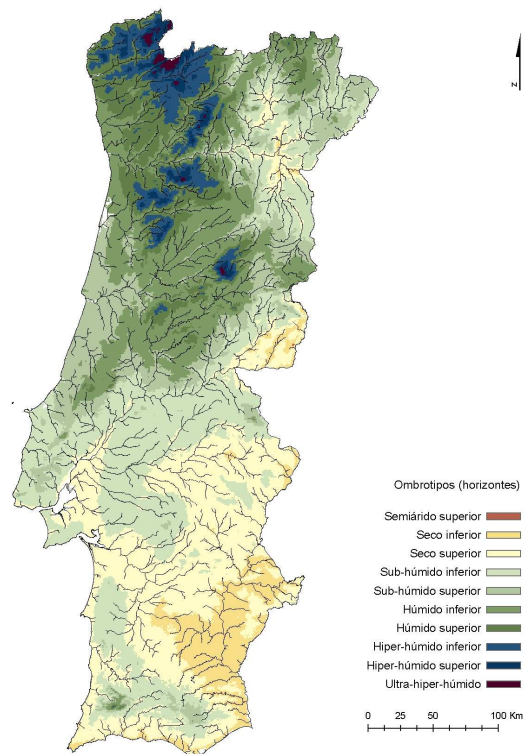 N
Ombrotipos (horizontes)
Semiárido superior
Seco inferior
Seco superior
Sub-húmido inferior
Sub-húmido superior
Húmido inferior
Húmido superior
Hiper-húmido inferior
Hiper-húmido superior
Ultra-hiper-húmido
0 25 50 100 Km